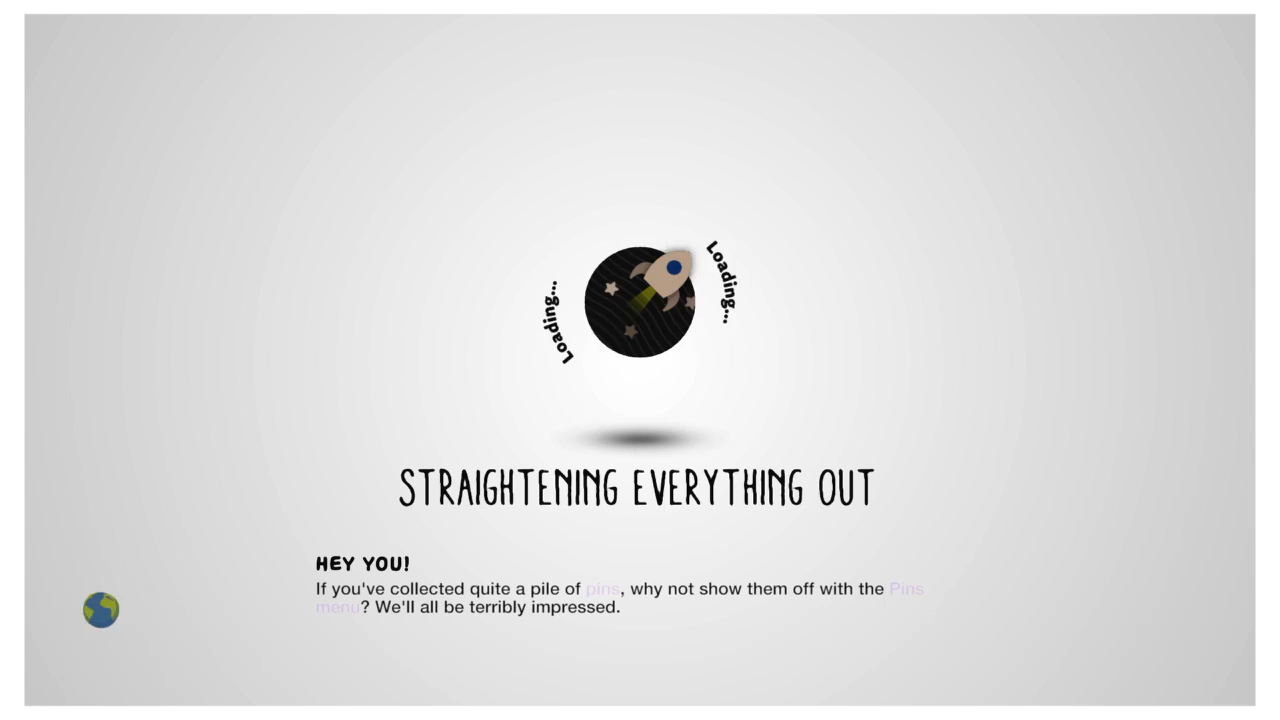 Loading...
Loading...
STRAIGHTENING EVERYTHING OUT
HEY YOU!
If you've collected quite a pile of pins, why not show them off with the Pins
menu? We'll all be terribly impressed.